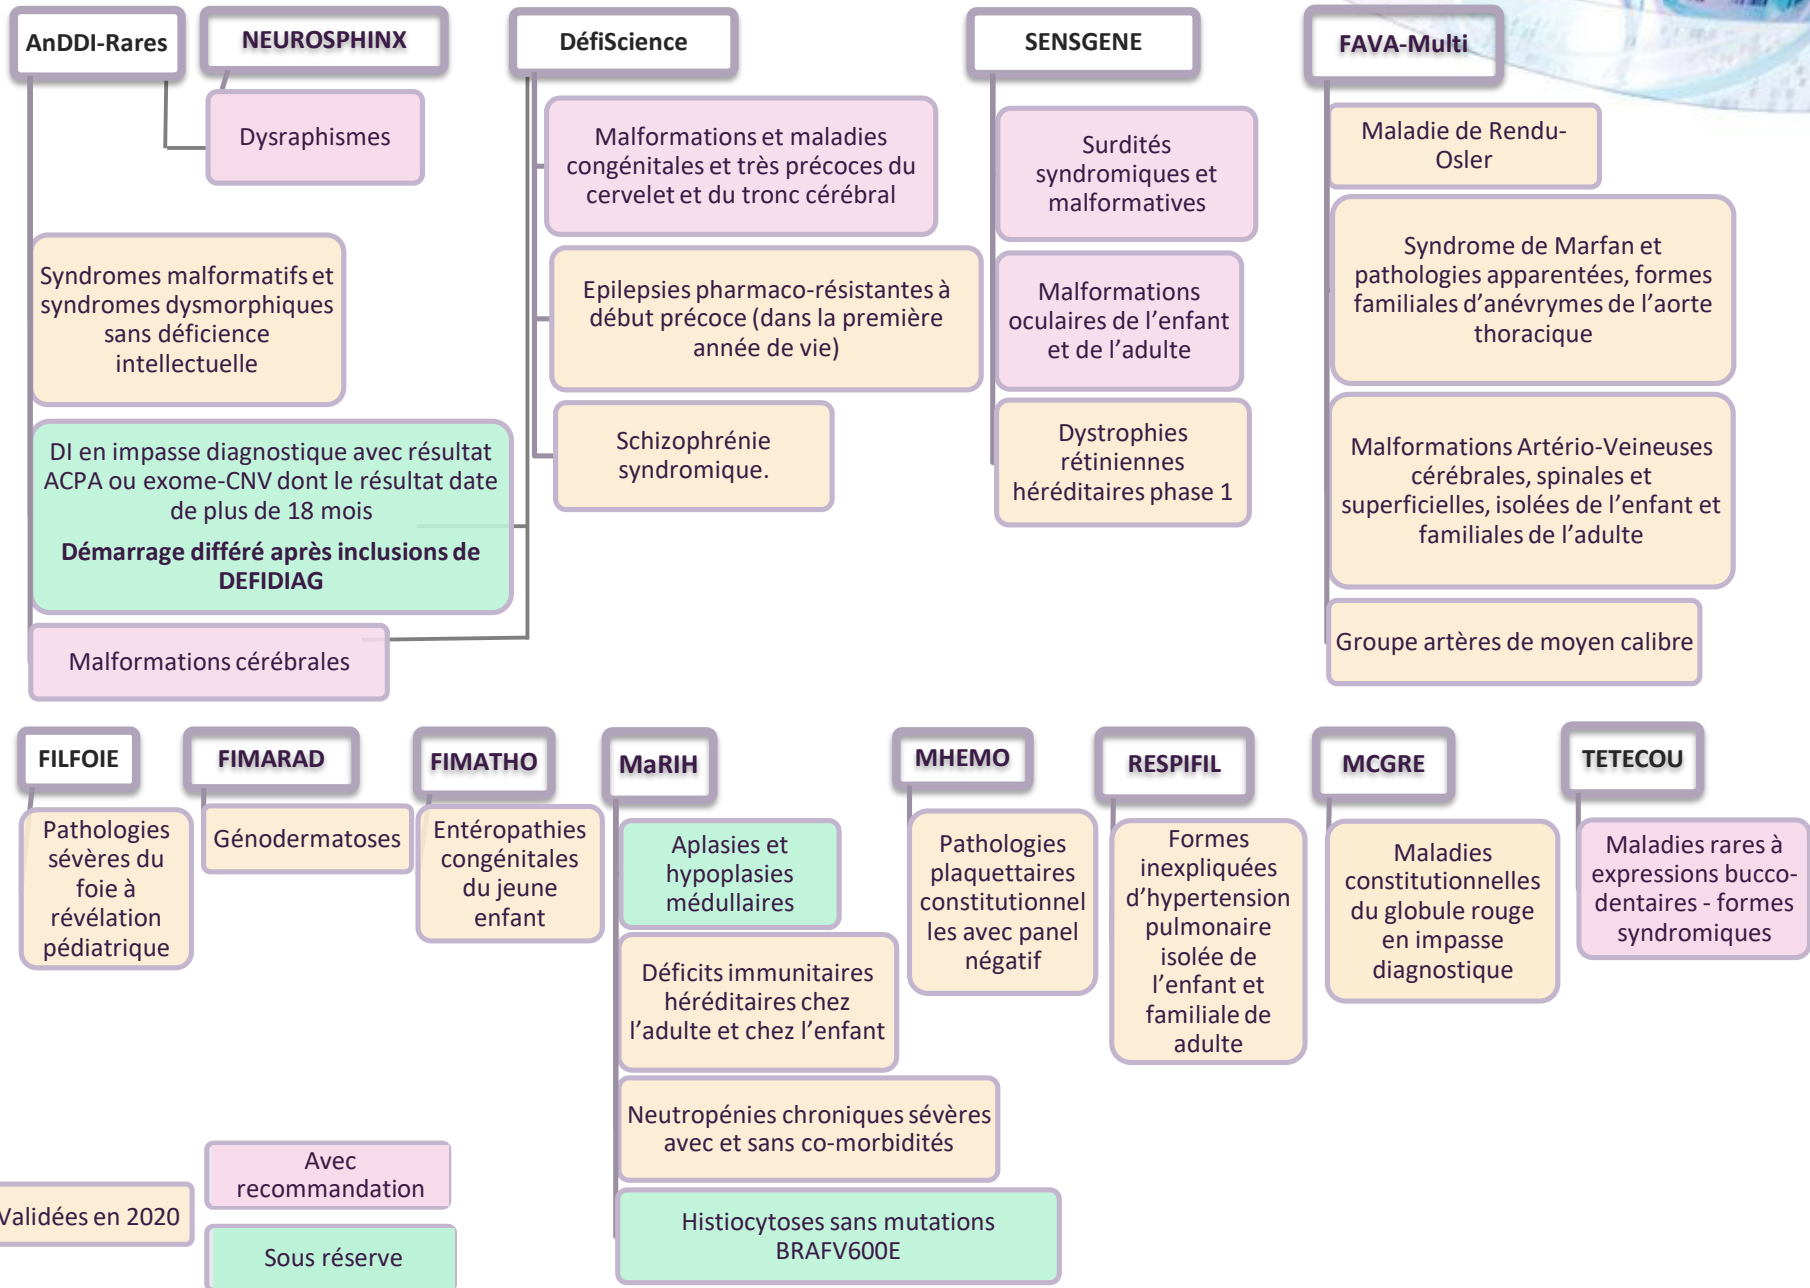 AnDDI-Rares
NEUROSPHINX
DéfiScience
SENSGENE
FAVA-Multi
Dysraphismes
Syndromes malformatifs et
syndromes dysmorphiques
sans déficience
intellectuelle
DI en impasse diagnostique avec résultat
ACPA ou exome-CNV dont le résultat date
de plus de 18 mois
Démarrage différé après inclusions de
DEFIDIAG
Malformations cérébrales
Malformations et maladies
congénitales et très précoces du
cervelet et du tronc cérébral
Epilepsies pharmaco-résistantes à
début précoce (dans la première
année de vie)
Schizophrénie
syndromique.
Surdités
syndromiques et
malformatives
Malformations
oculaires de l’enfant
et de l’adulte
Dystrophies
rétiniennes
héréditaires phase 1
Maladie de Rendu-
Osler
Syndrome de Marfan et
pathologies apparentées, formes
familiales d’anévrymes de l’aorte
thoracique
Malformations Artério-Veineuses
cérébrales, spinales et
superficielles, isolées de l’enfant et
familiales de l’adulte
Groupe artères de moyen calibre
FILFOIE
FIMARAD
FIMATHO
MaRIH
MHEMO
RESPIFIL
MCGRE
TETECOU
Pathologies
sévères du
foie à
révélation
pédiatrique
Génodermatoses
Entéropathies
congénitales
du jeune
enfant
Aplasies et
hypoplasies
médullaires
Déficits immunitaires
héréditaires chez
l’adulte et chez l’enfant
Neutropénies chroniques sévères
avec et sans co-morbidités
Histiocytoses sans mutations
BRAFV600E
Pathologies
plaquettaires
constitutionnel
les avec panel
négatif
Formes
inexpliquées
d’hypertension
pulmonaire
isolée de
l’enfant et
familiale de
adulte
Maladies
constitutionnelles
du globule rouge
en impasse
diagnostique
Maladies rares à
expressions bucco-
dentaires - formes
syndromiques
Validées en 2020
Avec
recommandation
Sous réserve